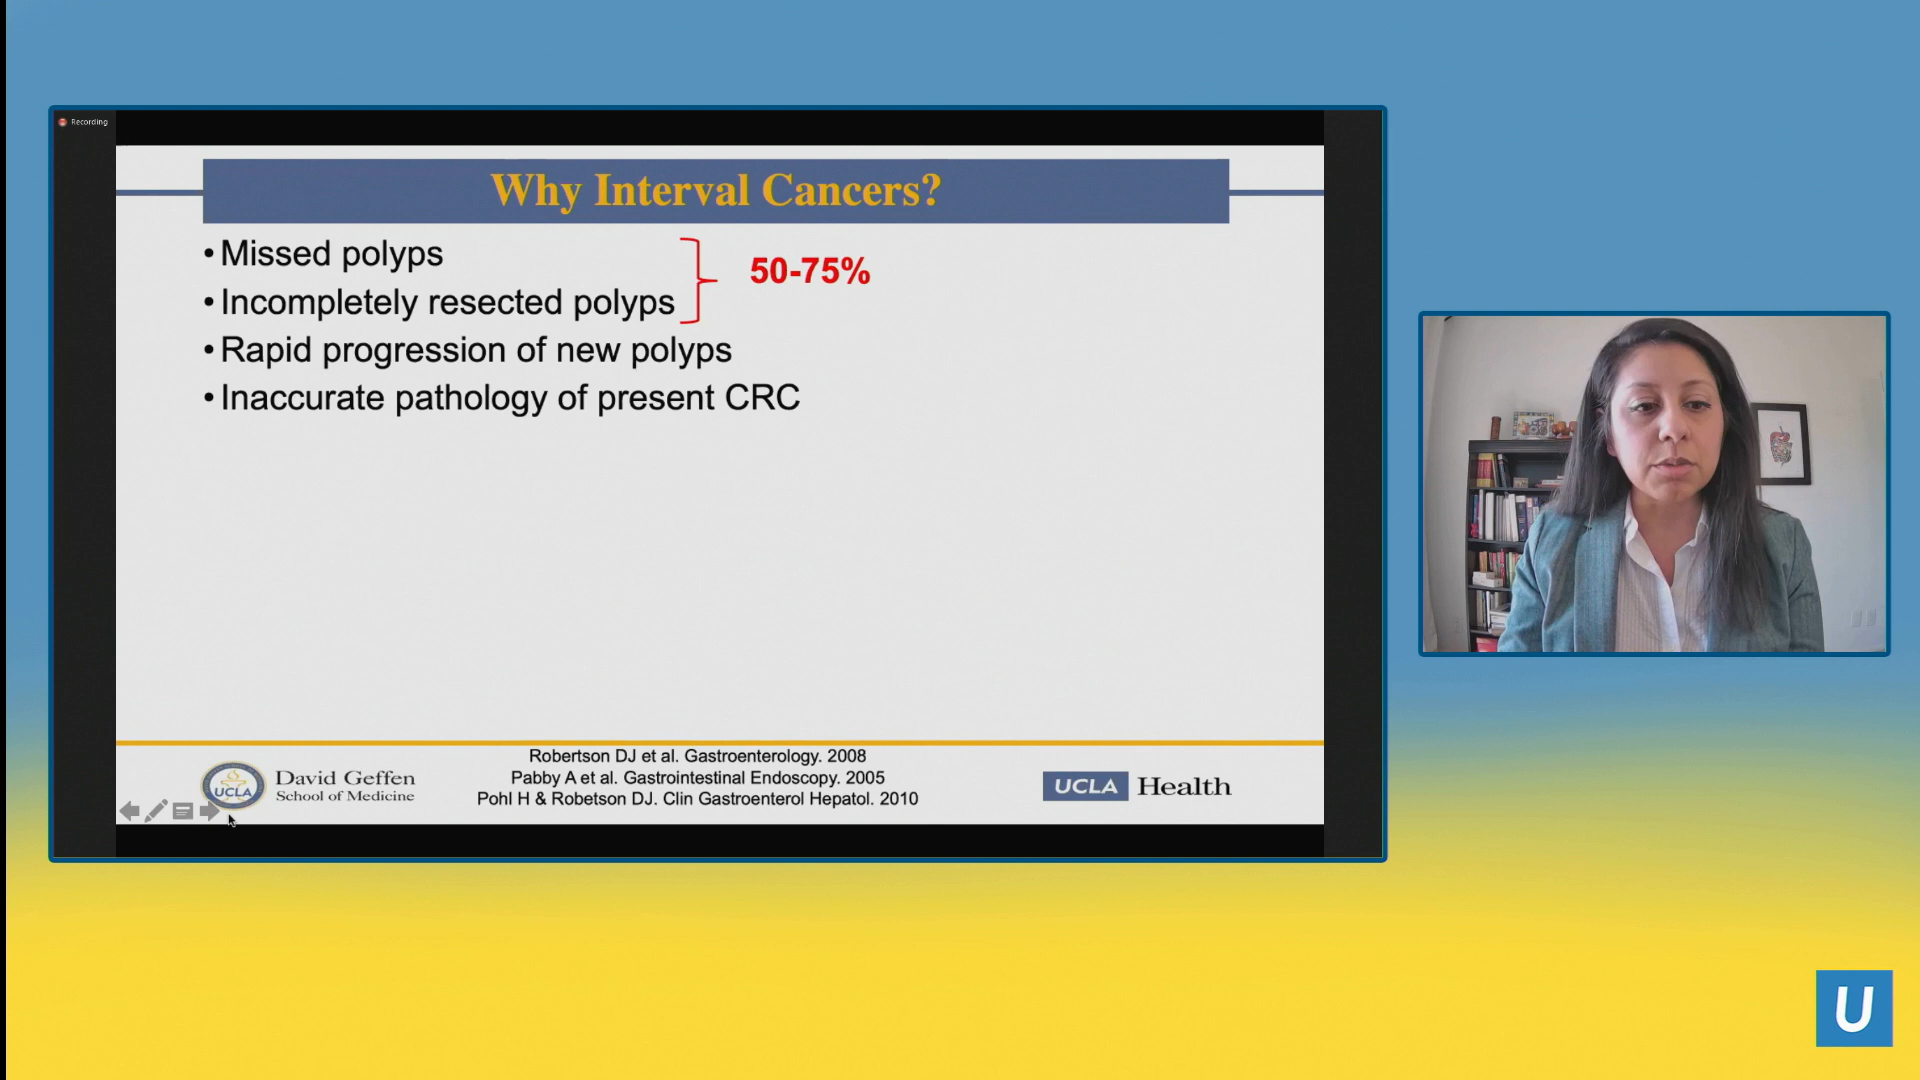 Recording
Why Interval Cancers?
• Missed polyps
• Incompletely resected polyps
50-75%
• Rapid progression of new polyps
• Inaccurate pathology of present CRC
Robertson DJ et al. Gastroenterology. 2008
Pabby A et al. Gastrointestinal Endoscopy. 2005
Pohl H & Robetson DJ. Clin Gastroenterol Hepatol. 2010
UCLA
David Geffen
School of Medicine
UCLA Health
U